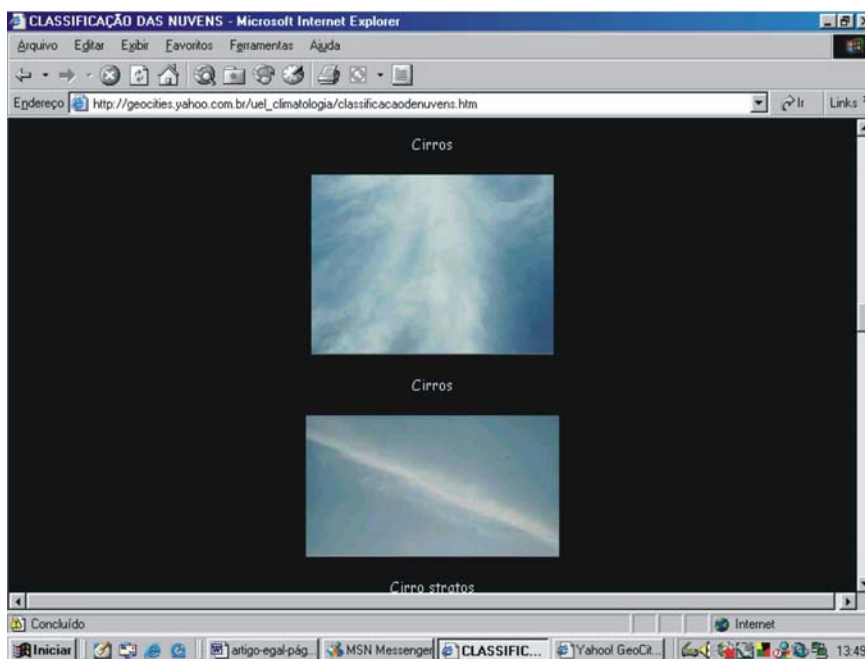 CLASSIFICAÇÃO DAS NUVENS - Microsoft Internet Explorer
Arquivo Editar Exibir Favoritos Ferramentas Ajuda
Endereço http://geocities.yahoo.com.br/uel_climatologia/classificacaodenuvens.htm Ir Links
Cirros
Cirros
Cirro stratos
Concluído Internet
Iniciar artigo-egal-pág... MSN Messenger CLASSIFIC... Yahoo! GeoCit...